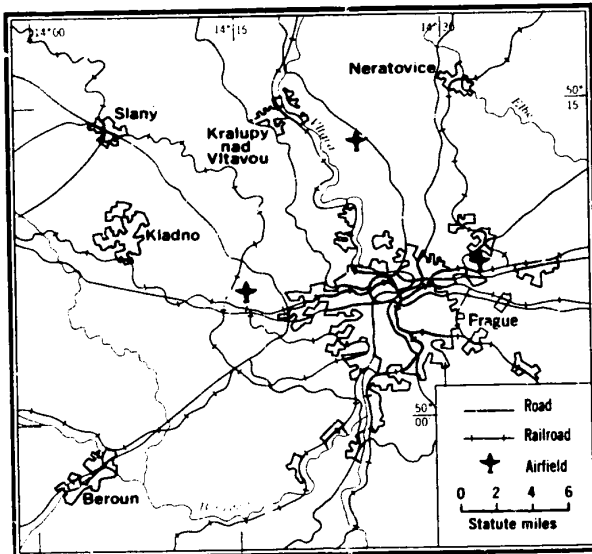 14°00
14°15
14°30
Neratovice
50°
15
Elbe
Slany
Kralupy
nad
Vltavou
Vltava
Kladno
Prague
50°
00
Beroun
Road
Railroad
Airfield
0 2 4 6
Statute miles